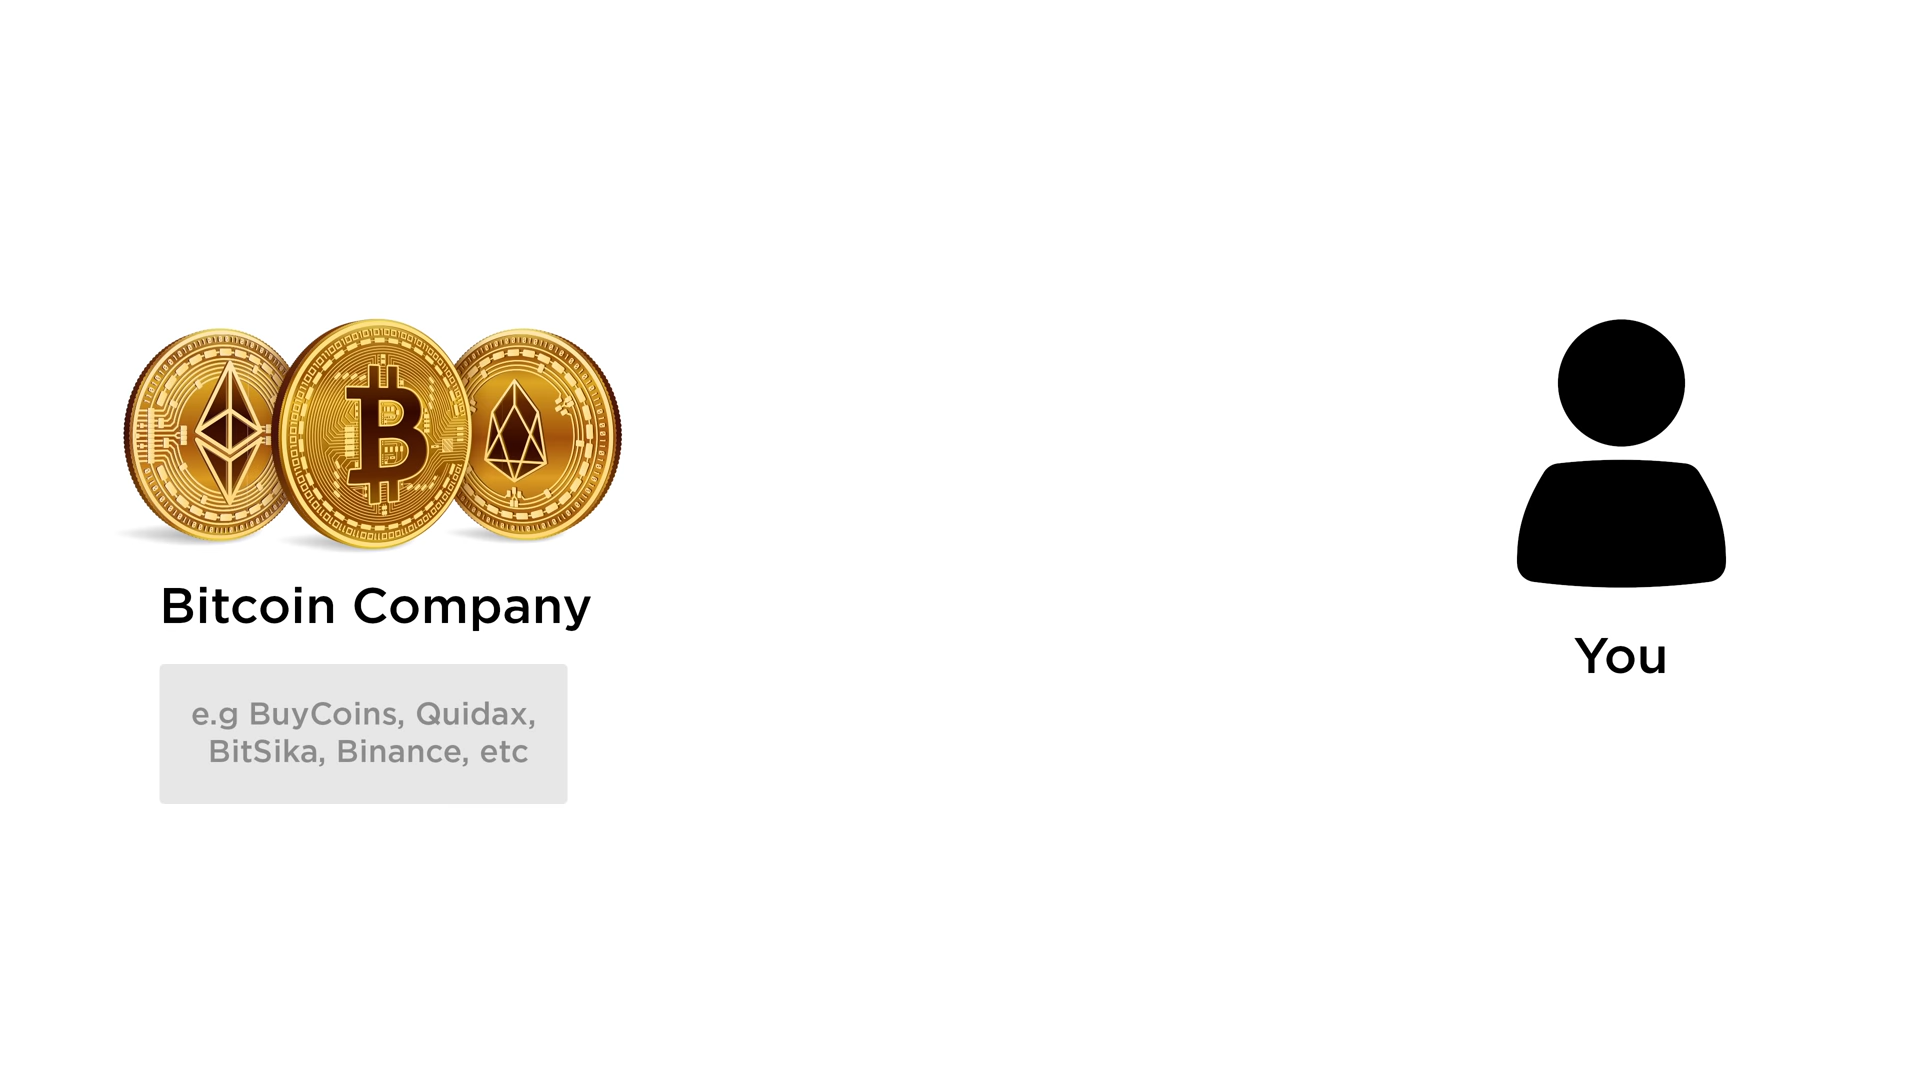 Bitcoin Company
e.g BuyCoins, Quidax,
BitSika, Binance, etc
You